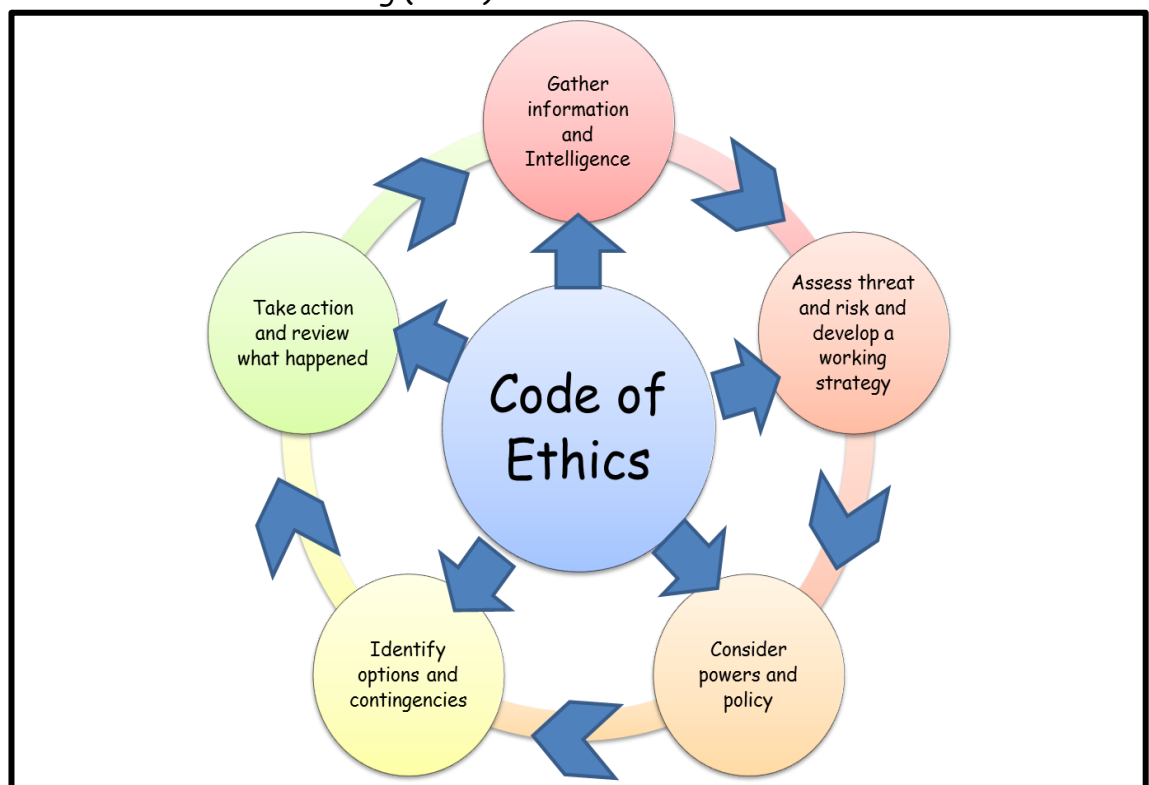 Gather
information
and
Intelligence
Assess threat
and risk and
develop a
working
strategy
Consider
powers and
policy
Identify
options and
contingencies
Take action
and review
what happened
Code of
Ethics